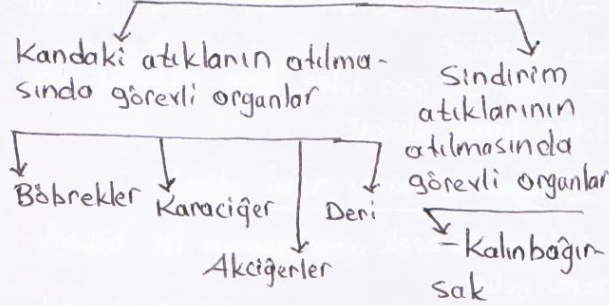 Kandaki atıkların atılma-
sında görevli organlar
Böbrekler
Karaciğer
Akciğerler
Deri
Sindirim
atıklarının
atılmasında
görevli organlar
- Kalınbağır-
sak